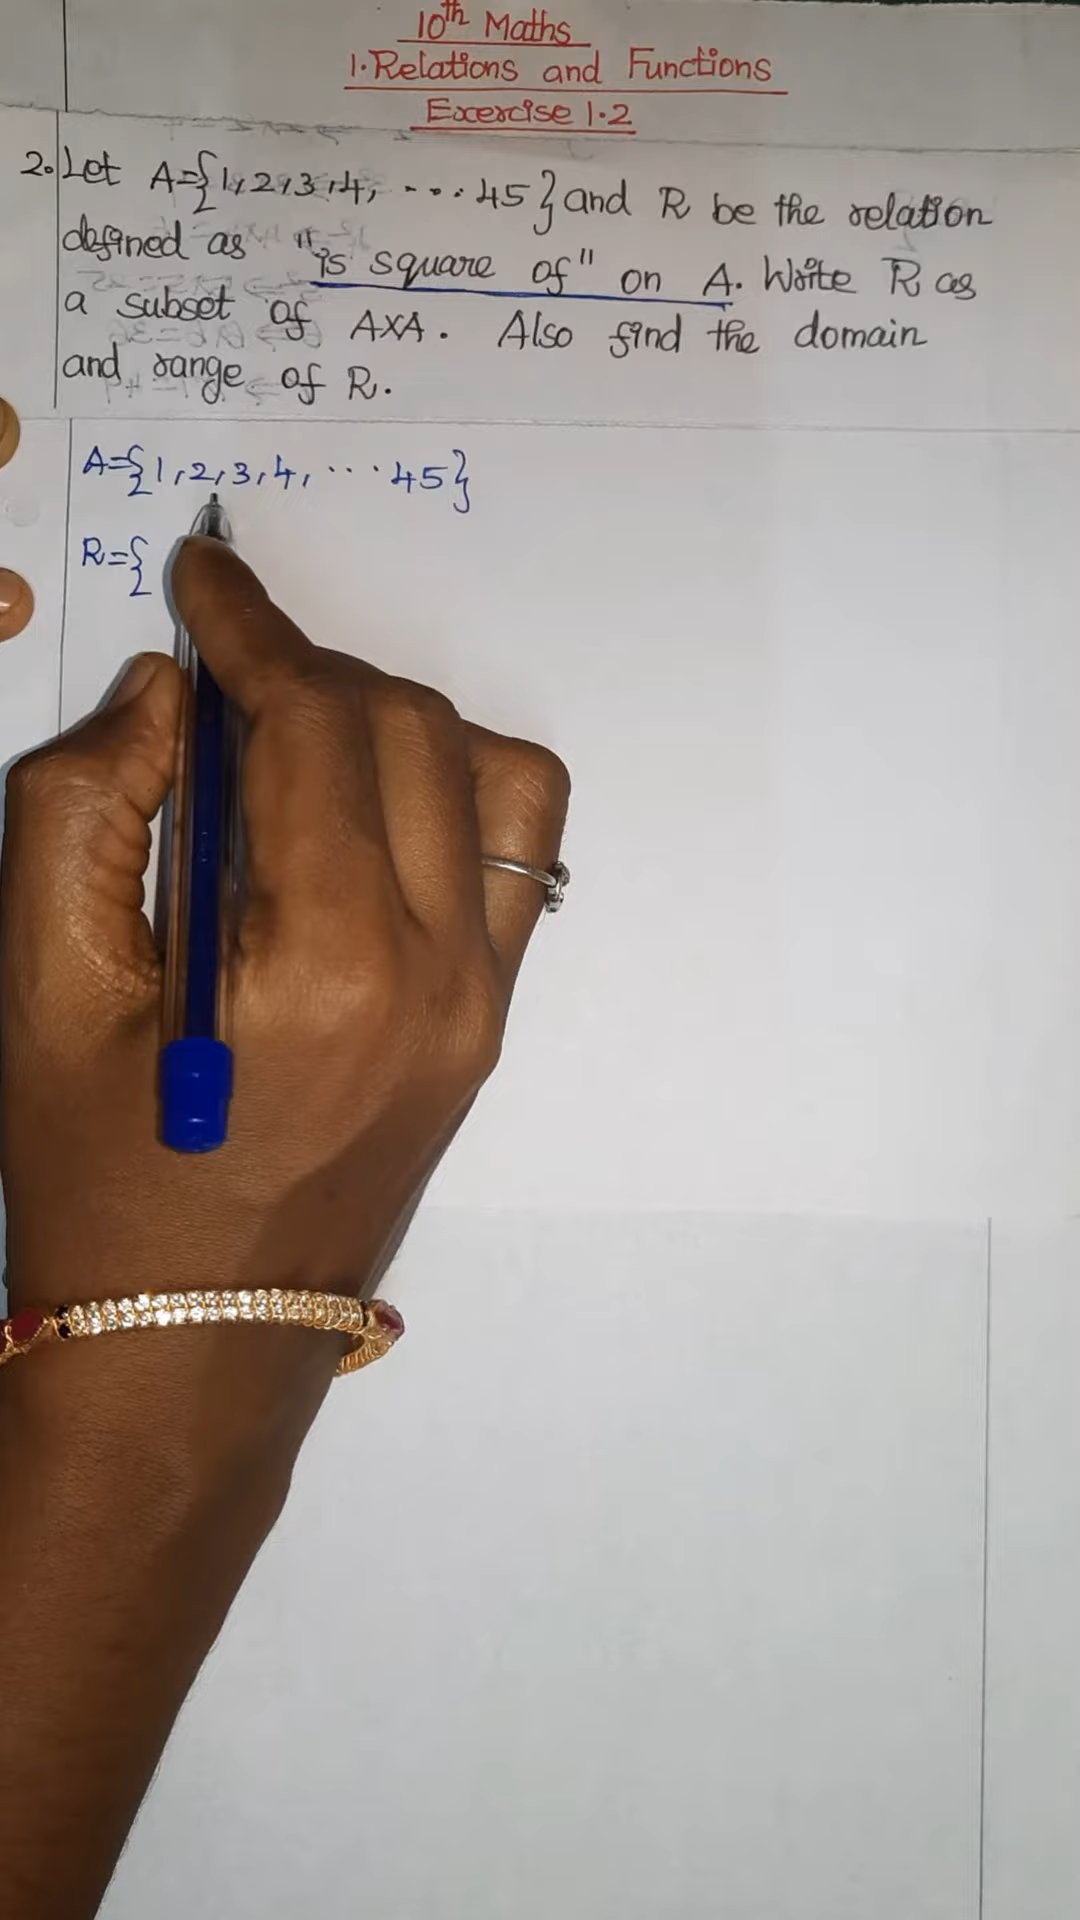 10th Maths
1. Relations and Functions
Excercise 1.2
2. Let A={1,2,3,4, .... 45} and R be the relation
defined as "is square of" on A. Write R as
a subset of AXA. Also find the domain
and range of R.
A={1,2,3,4, ... 45}
R={